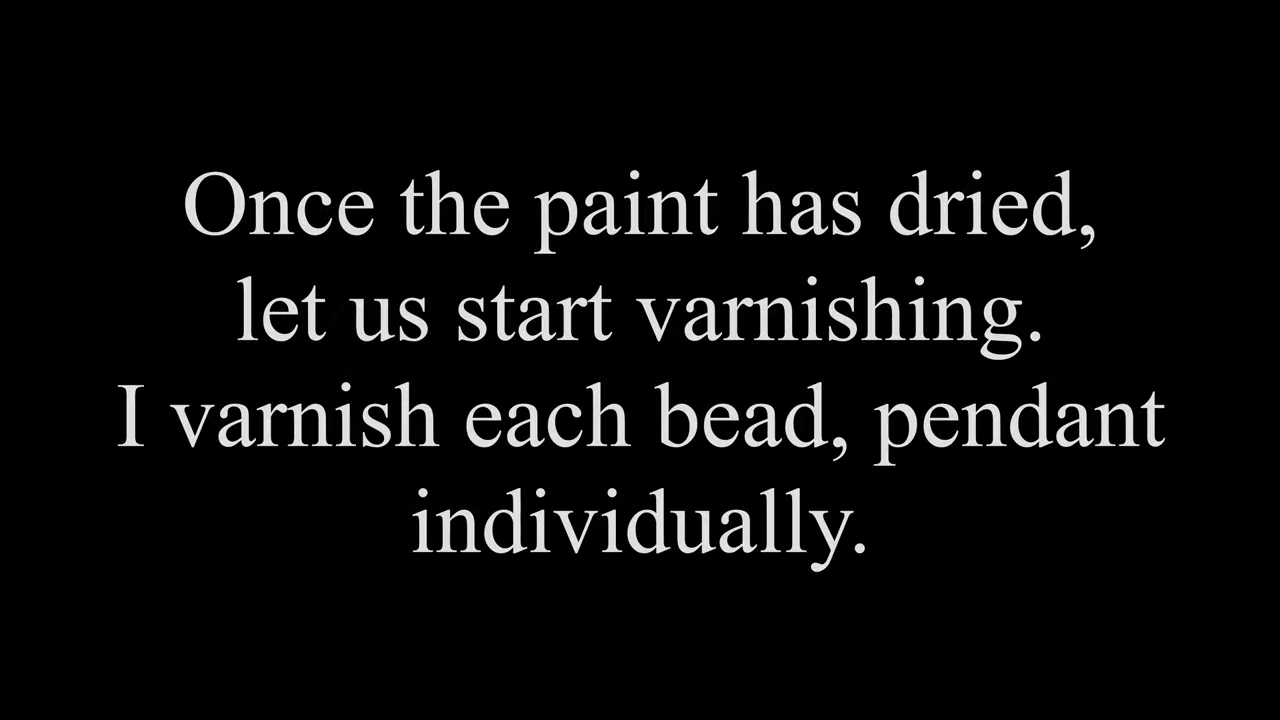 Once the paint has dried,
let us start varnishing.
I varnish each bead, pendant
individually.